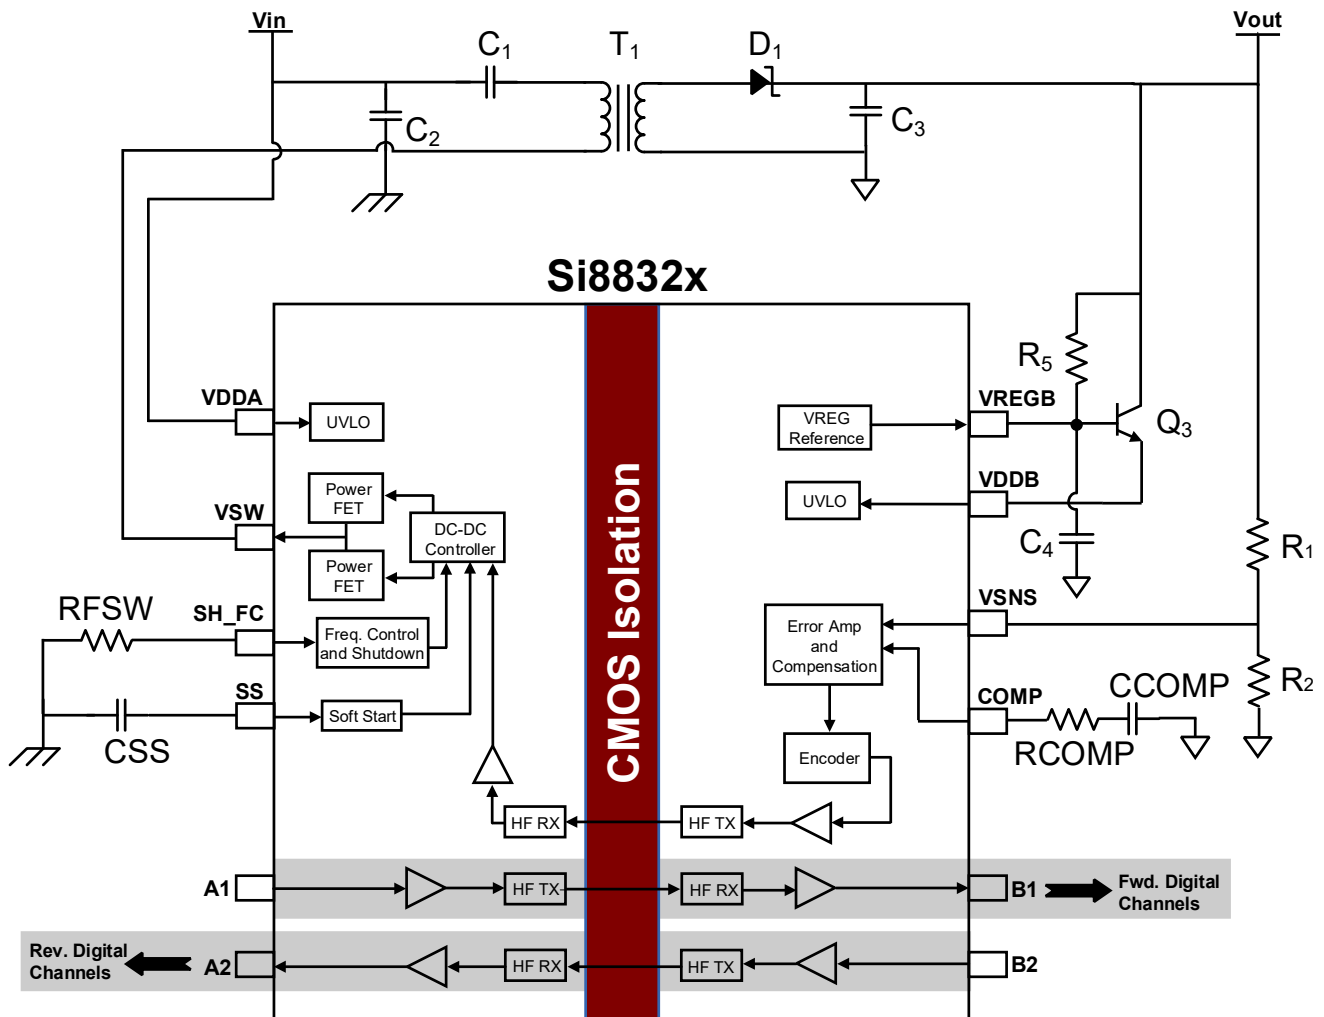 Vin
Vout
C1
T1
D1
C2
C3
Si8832x
R5
VDDA
UVLO
VREG
Reference
VREGB
Q3
Power
FET
VSW
DC-DC
Controller
Power
FET
UVLO
VDDB
C4
R1
CMOS Isolation
RFSW
SH_FC
Freq. Control
and Shutdown
Error Amp
and
Compensation
VSNS
SS
Soft Start
CSS
COMP
CCOMP
R2
RCOMP
Encoder
HF RX
HF TX
A1
HF TX
HF RX
B1
Fwd. Digital
Channels
Rev. Digital
Channels
A2
HF RX
HF TX
B2